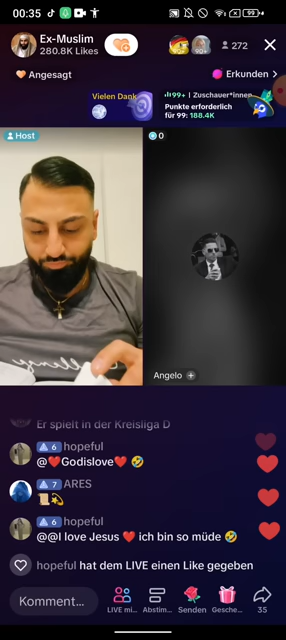 00:35
99
Ex-Muslim
280.8K Likes
272
Angesagt
Erkunden >
Vielen Dank
99+ | Zuschauer*innen
Punkte erforderlich
für 99: 188.4K
Host
0
Angelo +
Er spielt in der Kreisliga D
6 hopeful
@❤️Godislove❤️ 🤣
7 ARES
📜💫
6 hopeful
@@I love Jesus ❤️ ich bin so müde 🤣
hopeful hat dem LIVE einen Like gegeben
Komment...
LIVE mi...
Abstim...
Senden
Gesche...
35